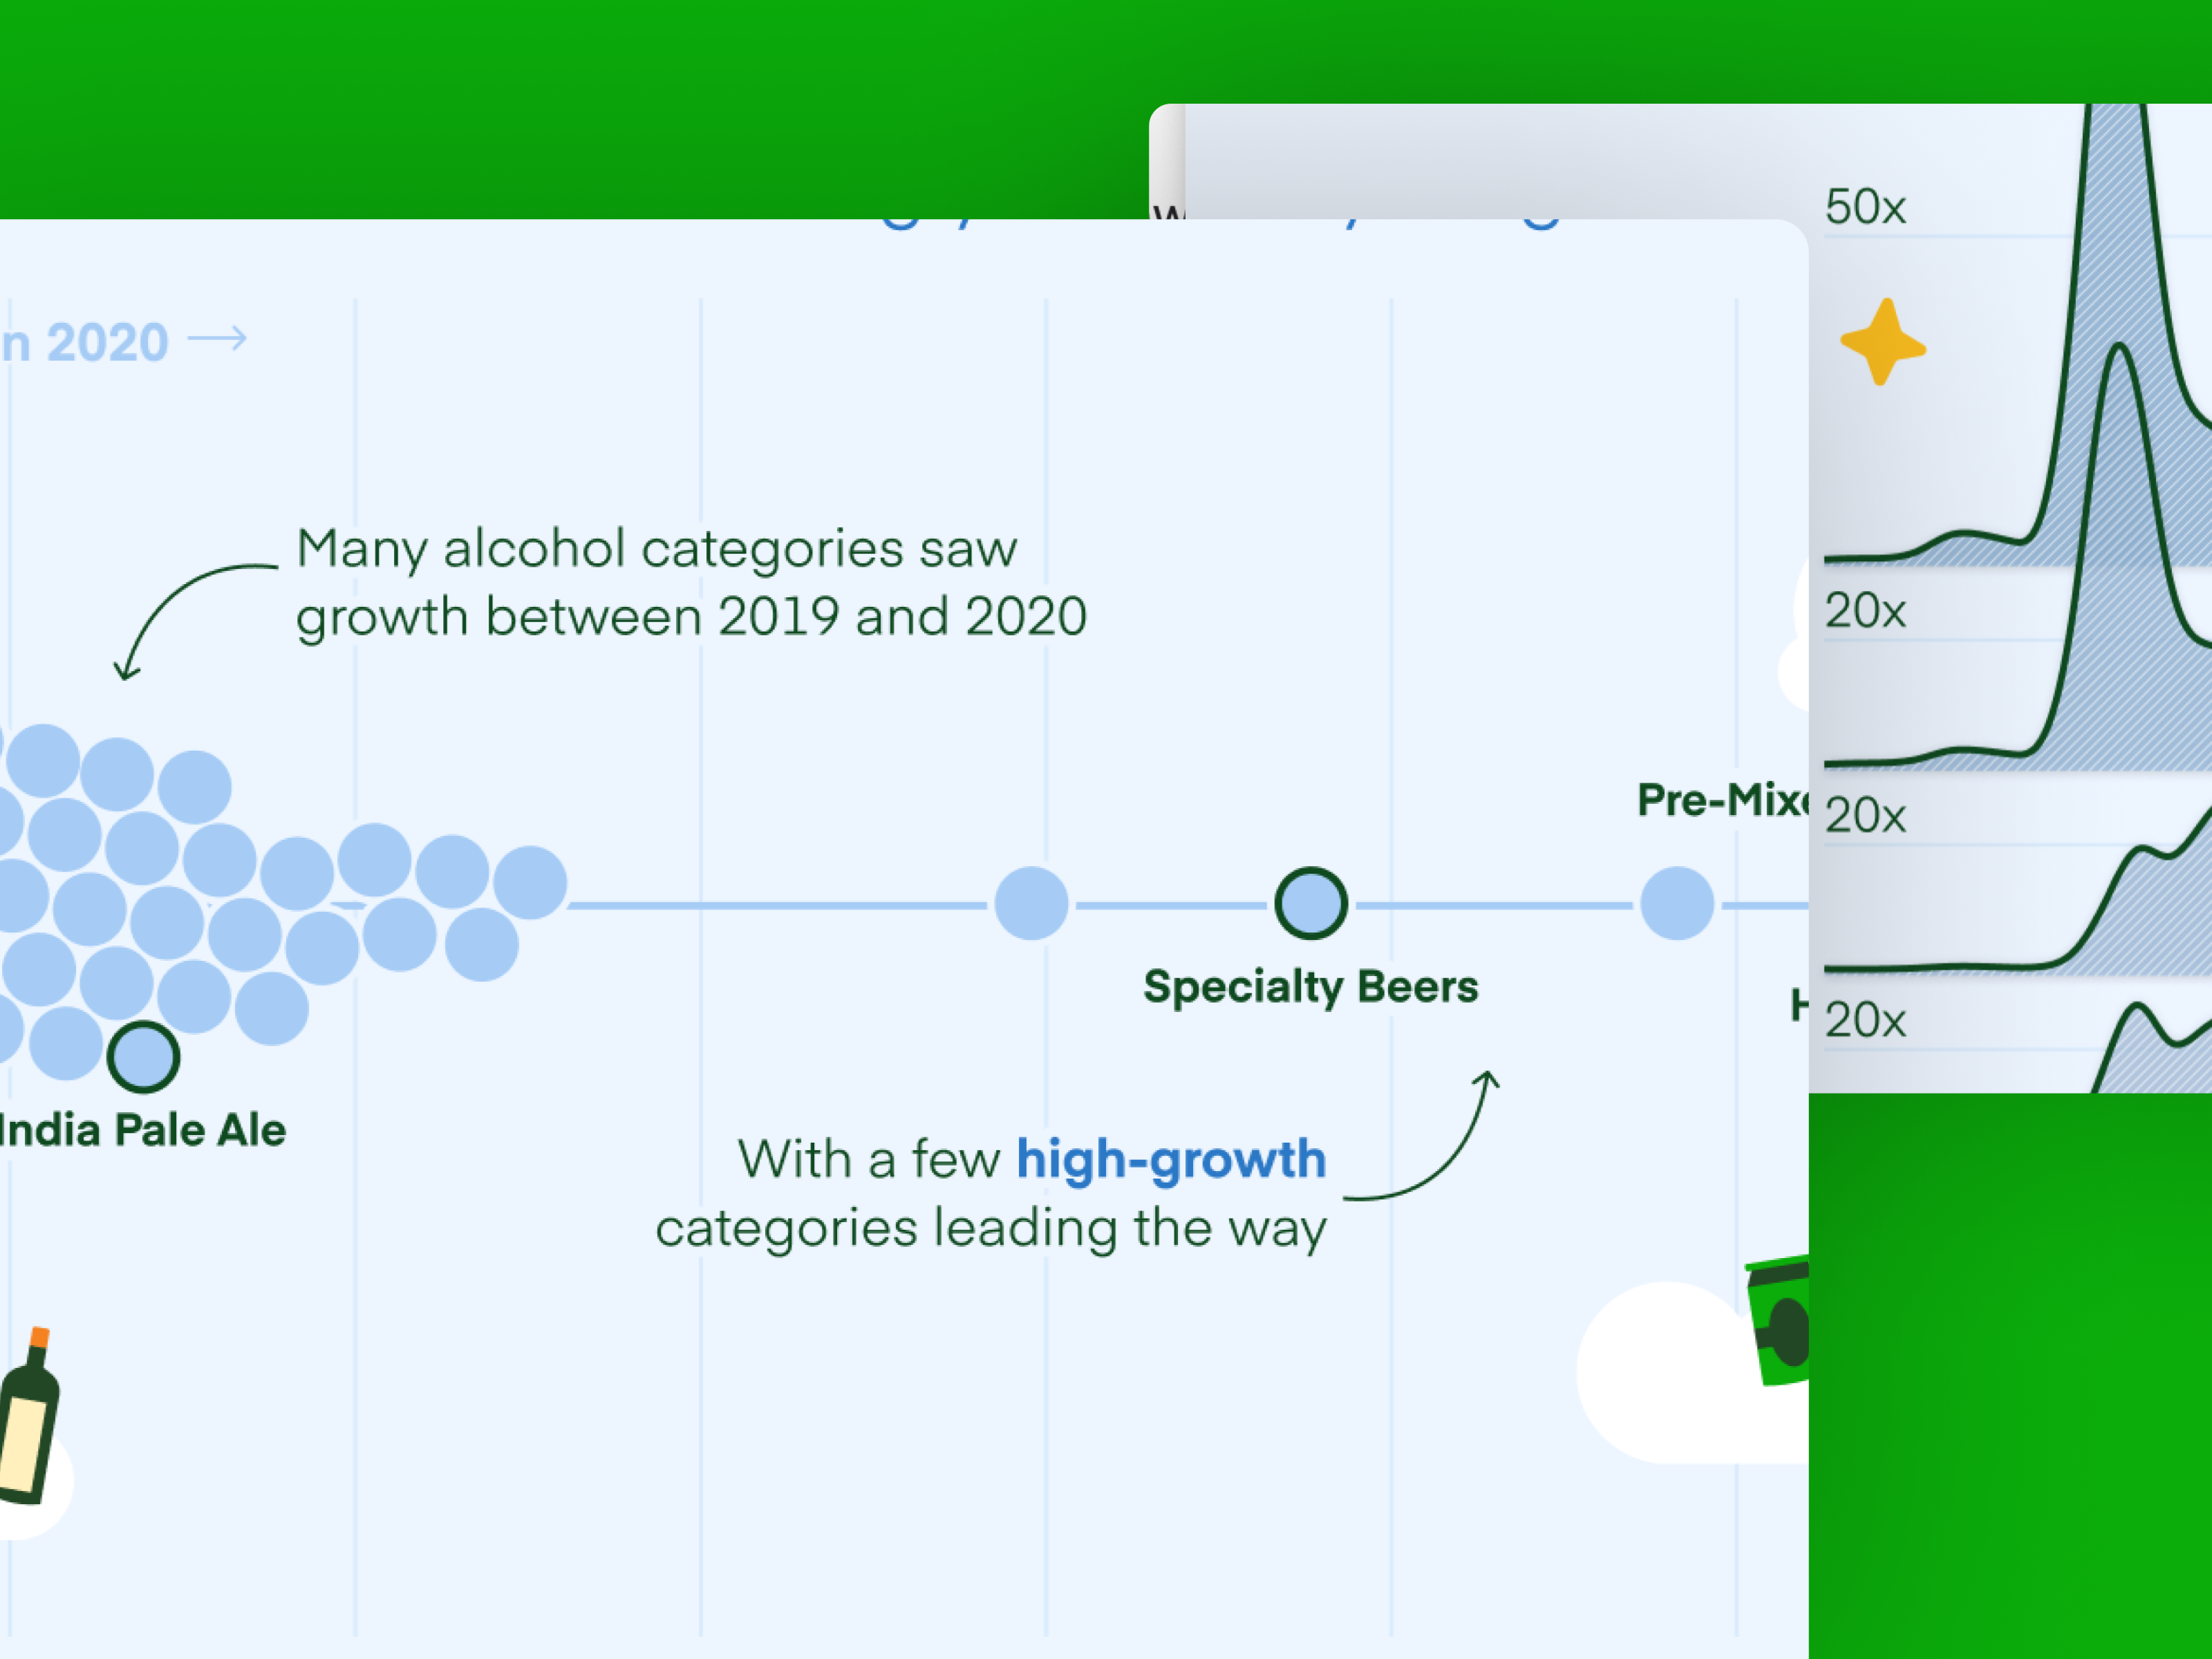 50x
n 2020
Many alcohol categories saw
growth between 2019 and 2020
20x
Pre-Mixe
20x
Specialty Beers
H
20x
India Pale Ale
With a few high-growth
categories leading the way